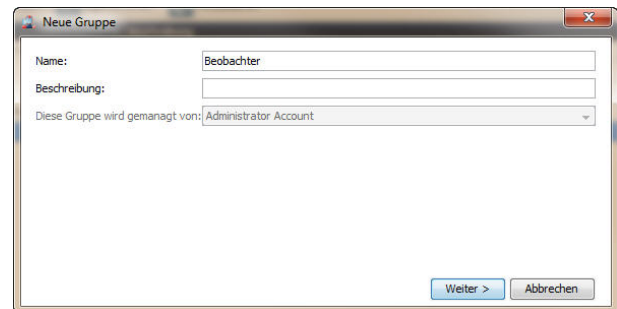 Neue Gruppe
Name: Beobachter
Beschreibung:
Diese Gruppe wird gemanagt von: Administrator Account
Weiter > Abbrechen